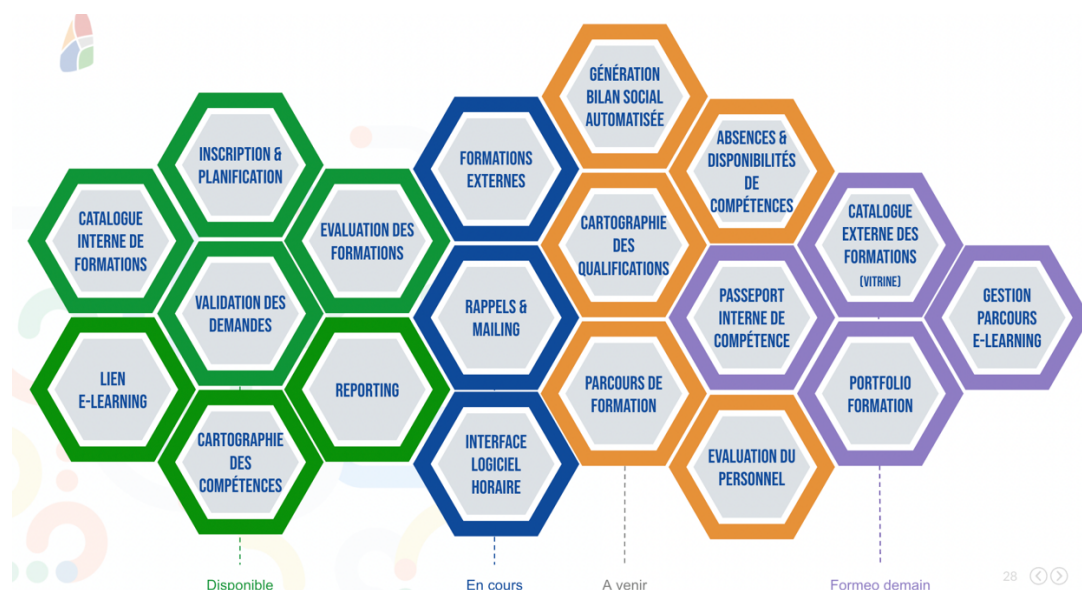 INSCRIPTION &
PLANIFICATION
CATALOGUE
INTERNE DE
FORMATIONS
EVALUATION DES
FORMATIONS
VALIDATION DES
DEMANDES
LIEN
E-LEARNING
REPORTING
CARTOGRAPHIE
DES
COMPÉTENCES
FORMATIONS
EXTERNES
RAPPELS &
MAILING
INTERFACE
LOGICIEL
HORAIRE
GÉNÉRATION
BILAN SOCIAL
AUTOMATISÉE
ABSENCES &
DISPONIBILITÉS
DE
COMPÉTENCES
CARTOGRAPHIE
DES
QUALIFICATIONS
PARCOURS DE
FORMATION
EVALUATION DU
PERSONNEL
CATALOGUE
EXTERNE DES
FORMATIONS
(VITRINE)
PASSEPORT
INTERNE DE
COMPÉTENCE
GESTION
PARCOURS
E-LEARNING
PORTFOLIO
FORMATION
Disponible
En cours
A venir
Formeo demain
28